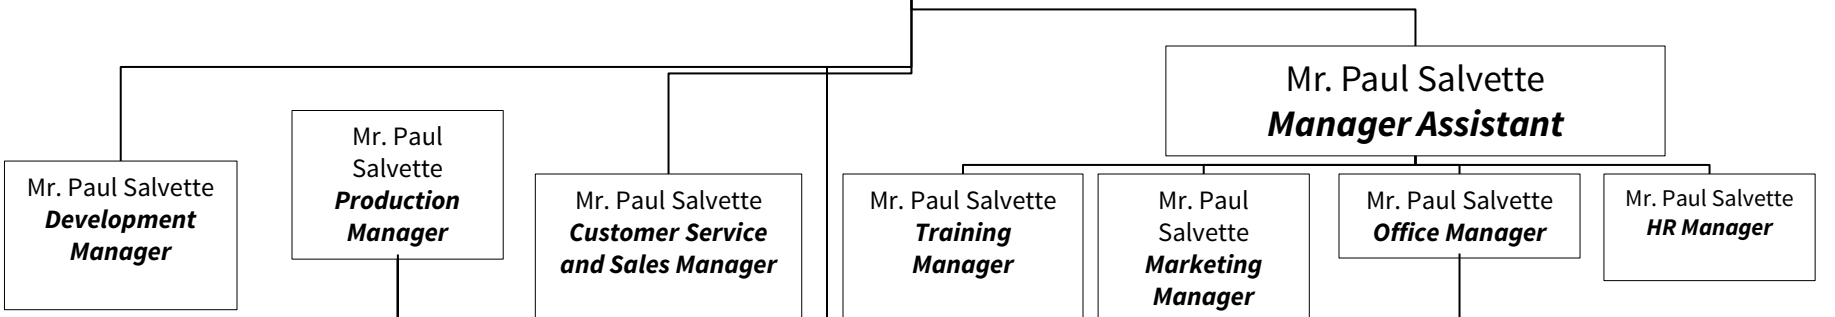 Mr. Paul Salvette
Manager Assistant
Mr. Paul Salvette
Development
Manager
Mr. Paul
Salvette
Production
Manager
Mr. Paul Salvette
Customer Service
and Sales Manager
Mr. Paul Salvette
Training
Manager
Mr. Paul
Salvette
Marketing
Manager
Mr. Paul Salvette
Office Manager
Mr. Paul Salvette
HR Manager